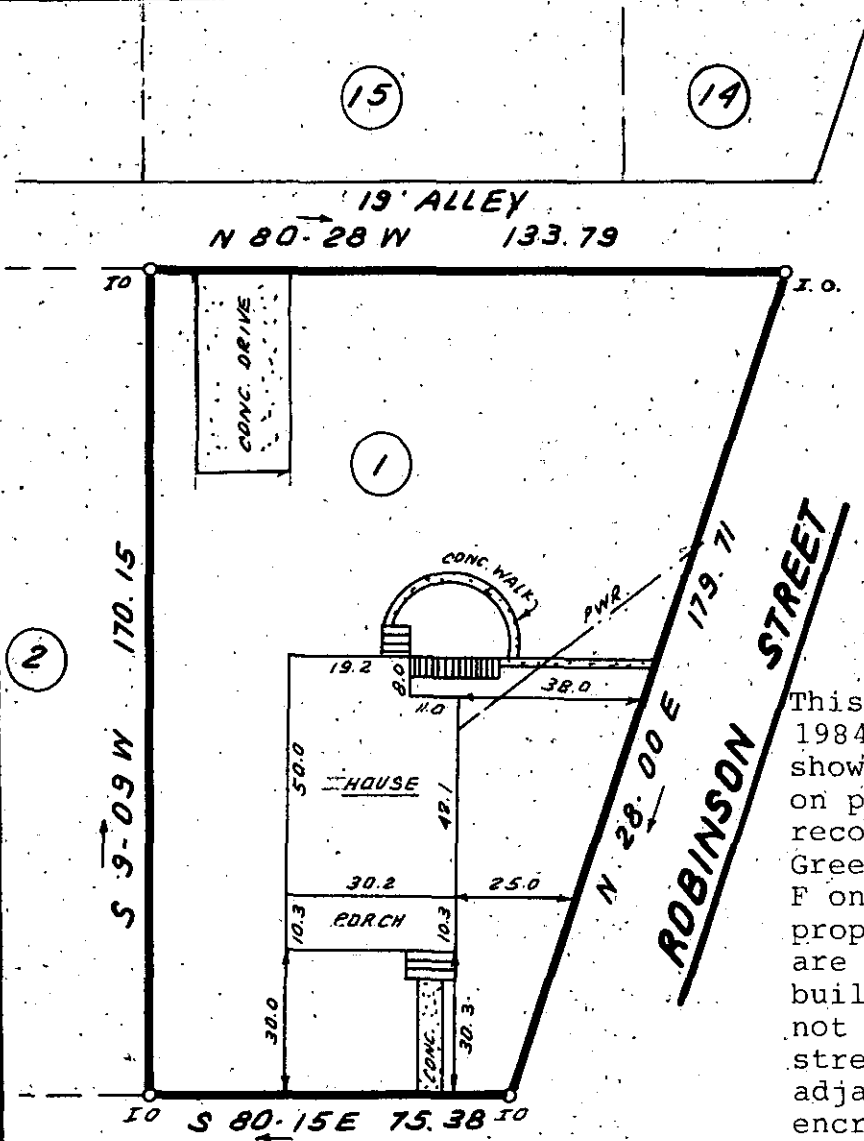 15
14
19' ALLEY
N 80-28 W 133.79
IO
I.O.
CONC. DRIVE
1
CONC. WALK
PWR.
179.71
ROBINSON STREET
2
S 9-09 W 170.15
19.2
8.0
11.0
38.0
50.0
HOUSE
48.1
N 28-00 E
30.2
25.0
10.3
PORCH
10.3
30.0
CONC.
30.3
IO
S 80-15 E 75.38
IO
This
1984
show
on p
reco
Gree
F on
prop
are
buil
not
stre
adja
encr